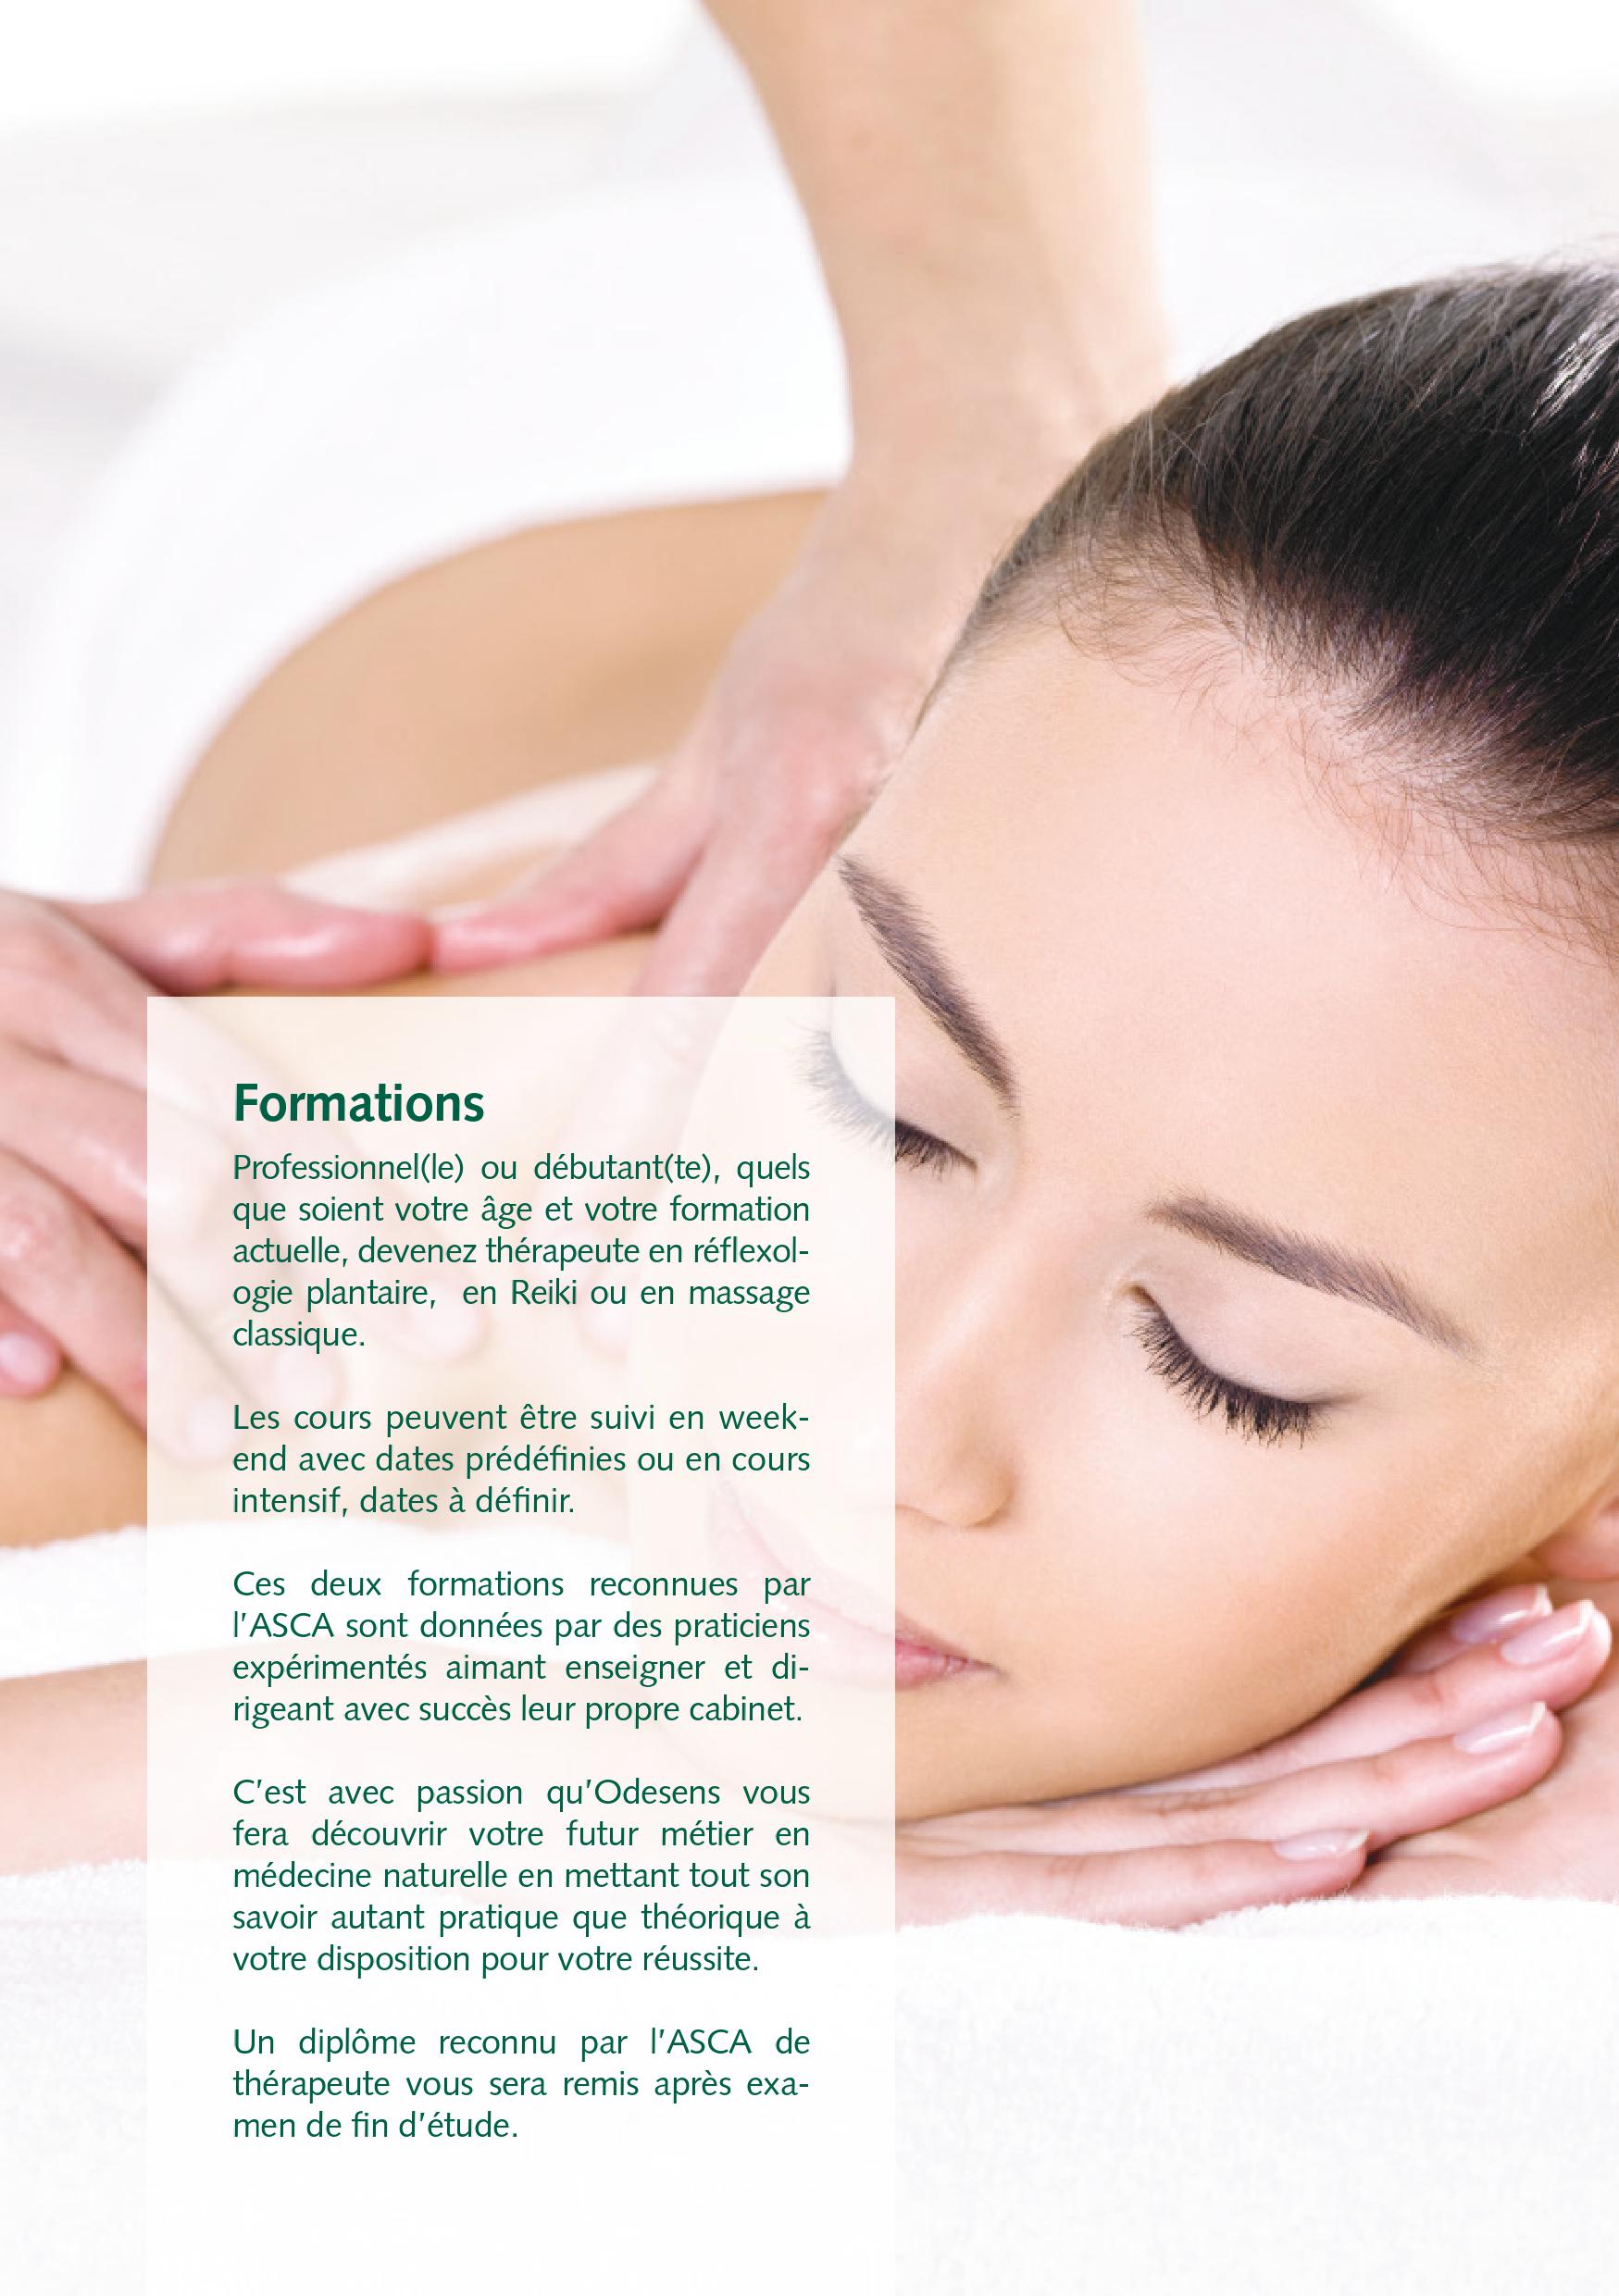 Formations
Professionnel(le) ou débutant(te), quels
que soient votre âge et votre formation
actuelle, devenez thérapeute en réflexol-
ogie plantaire,  en Reiki ou en massage
classique.
Les cours peuvent être suivi en week-
end avec dates prédéfinies ou en cours
intensif, dates à définir.
Ces deux formations reconnues par
l'ASCA sont données par des praticiens
expérimentés aimant enseigner et di-
rigeant avec succès leur propre cabinet.
C'est avec passion qu'Odesens vous
fera découvrir votre futur métier en
médecine naturelle en mettant tout son
savoir autant pratique que théorique à
votre disposition pour votre réussite.
Un diplôme reconnu par l'ASCA de
thérapeute vous sera remis après exa-
men de fin d'étude.